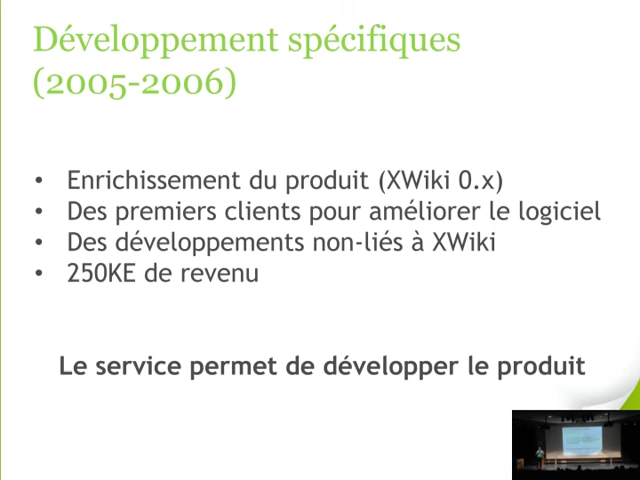 Développement spécifiques
(2005-2006)
• Enrichissement du produit (XWiki 0.x)
• Des premiers clients pour améliorer le logiciel
• Des développements non-liés à XWiki
• 250KE de revenu
Le service permet de développer le produit